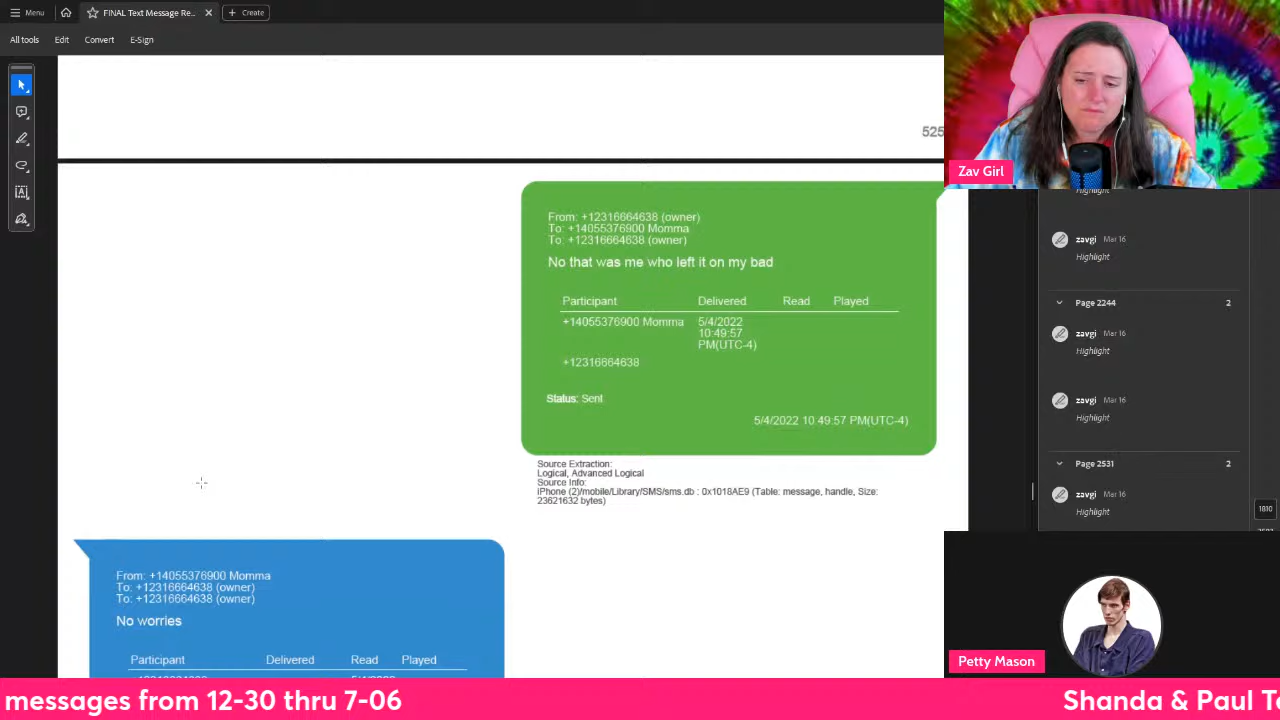 Menu
FINAL Text Message Re...
Create
All tools
Edit
Convert
E-Sign
525
Zav Girl
From: +12316664638 (owner)
To: +14055376900 Momma
To: +12316664638 (owner)
No that was me who left it on my bad
Participant Delivered Read Played
+14055376900 Momma 5/4/2022
10:49:57
PM(UTC-4)
+12316664638
Status: Sent
5/4/2022 10:49:57 PM(UTC-4)
Source Extraction:
Logical, Advanced Logical
Source Info:
iPhone (2)/mobile/Library/SMS/sms.db : 0x1018AE9 (Table: message, handle, Size:
23621632 bytes)
From: +14055376900 Momma
To: +12316664638 (owner)
To: +12316664638 (owner)
No worries
Participant Delivered Read Played
Highlight
zavgi Mar 16
Highlight
Page 2244 2
zavgi Mar 16
Highlight
zavgi Mar 16
Highlight
Page 2531 2
zavgi Mar 16
Highlight
1810
Petty Mason
messages from 12-30 thru 7-06
Shanda & Paul